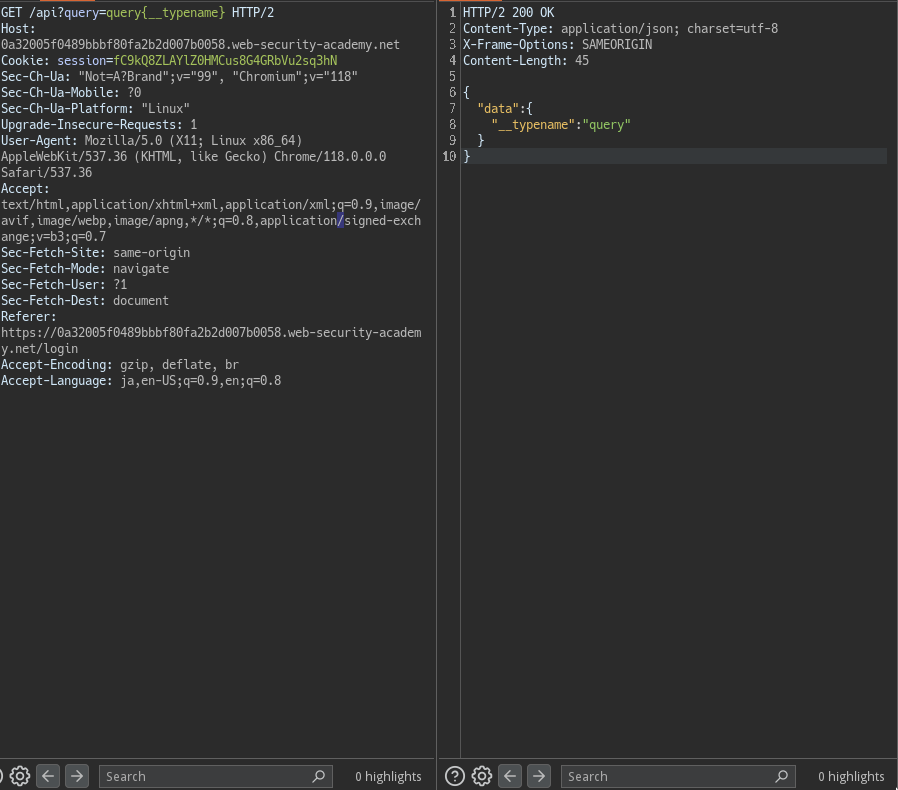 GET /api?query=query{__typename} HTTP/2
Host:
0a32005f0489bbbf80fa2b2d007b0058.web-security-academy.net
Cookie: session=fC9kQ8ZLAYlZ0HMCus8G4GRbVu2sq3hN
Sec-Ch-Ua: "Not=A?Brand";v="99", "Chromium";v="118"
Sec-Ch-Ua-Mobile: ?0
Sec-Ch-Ua-Platform: "Linux"
Upgrade-Insecure-Requests: 1
User-Agent: Mozilla/5.0 (X11; Linux x86_64)
AppleWebKit/537.36 (KHTML, like Gecko) Chrome/118.0.0.0
Safari/537.36
Accept:
text/html,application/xhtml+xml,application/xml;q=0.9,image/
avif,image/webp,image/apng,*/*;q=0.8,application/signed-exch
ange;v=b3;q=0.7
Sec-Fetch-Site: same-origin
Sec-Fetch-Mode: navigate
Sec-Fetch-User: ?1
Sec-Fetch-Dest: document
Referer:
https://0a32005f0489bbbf80fa2b2d007b0058.web-security-academ
y.net/login
Accept-Encoding: gzip, deflate, br
Accept-Language: ja,en-US;q=0.9,en;q=0.8
Search
0 highlights
1 HTTP/2 200 OK
2 Content-Type: application/json; charset=utf-8
3 X-Frame-Options: SAMEORIGIN
4 Content-Length: 45
5
6 {
7 "data":{
8 "__typename":"query"
9 }
10 }
Search
0 highlights